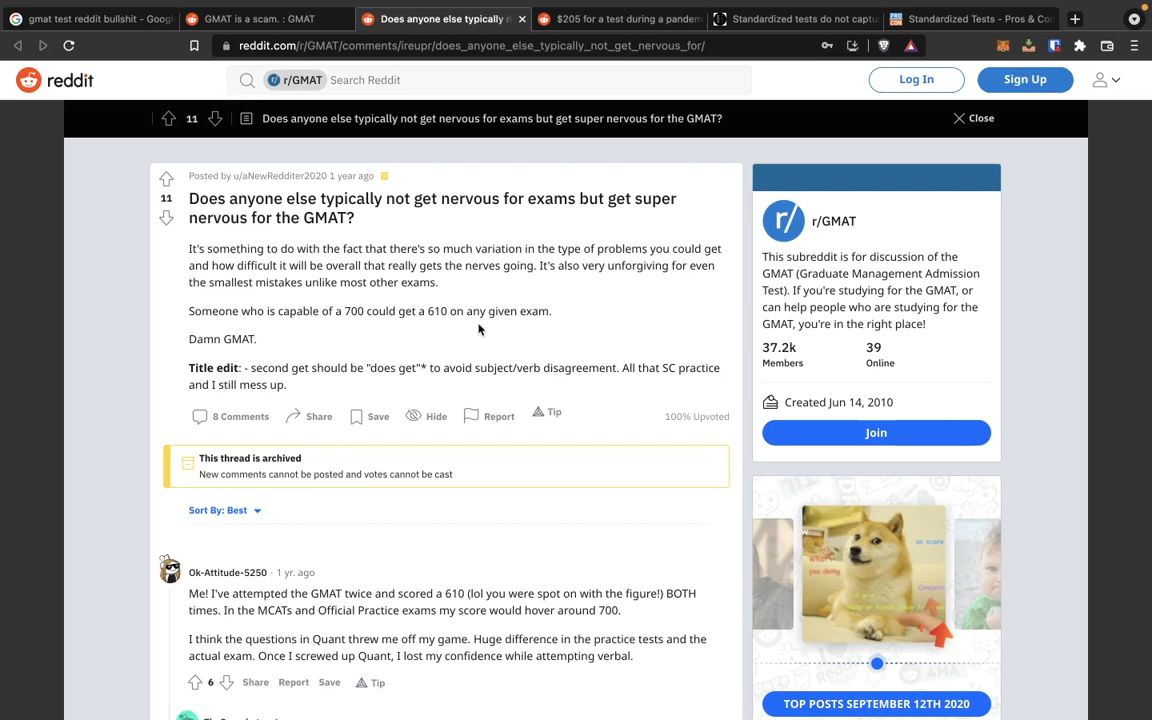 gmat test reddit bullshit - Googl
GMAT is a scam. : GMAT
Does anyone else typically n
$205 for a test during a pandem
Standardized tests do not captu
Standardized Tests - Pros & Con
reddit.com/r/GMAT/comments/ireupr/does_anyone_else_typically_not_get_nervous_for/
reddit
r/GMAT Search Reddit
Log In
Sign Up
11
Does anyone else typically not get nervous for exams but get super nervous for the GMAT?
Close
Posted by u/aNewRedditer2020 1 year ago
11
Does anyone else typically not get nervous for exams but get super
nervous for the GMAT?
It's something to do with the fact that there's so much variation in the type of problems you could get
and how difficult it will be overall that really gets the nerves going. It's also very unforgiving for even
the smallest mistakes unlike most other exams.
Someone who is capable of a 700 could get a 610 on any given exam.
Damn GMAT.
Title edit: - second get should be "does get"* to avoid subject/verb disagreement. All that SC practice
and I still mess up.
8 Comments
Share
Save
Hide
Report
Tip
100% Upvoted
This thread is archived
New comments cannot be posted and votes cannot be cast
Sort By: Best
Ok-Attitude-5250 · 1 yr. ago
Me! I've attempted the GMAT twice and scored a 610 (lol you were spot on with the figure!) BOTH
times. In the MCATs and Official Practice exams my score would hover around 700.
I think the questions in Quant threw me off my game. Huge difference in the practice tests and the
actual exam. Once I screwed up Quant, I lost my confidence while attempting verbal.
6
Share
Report
Save
Tip
r/
r/GMAT
This subreddit is for discussion of the
GMAT (Graduate Management Admission
Test). If you're studying for the GMAT, or
can help people who are studying for the
GMAT, you're in the right place!
37.2k
39
Members
Online
Created Jun 14, 2010
Join
so scare
TOP POSTS SEPTEMBER 12TH 2020